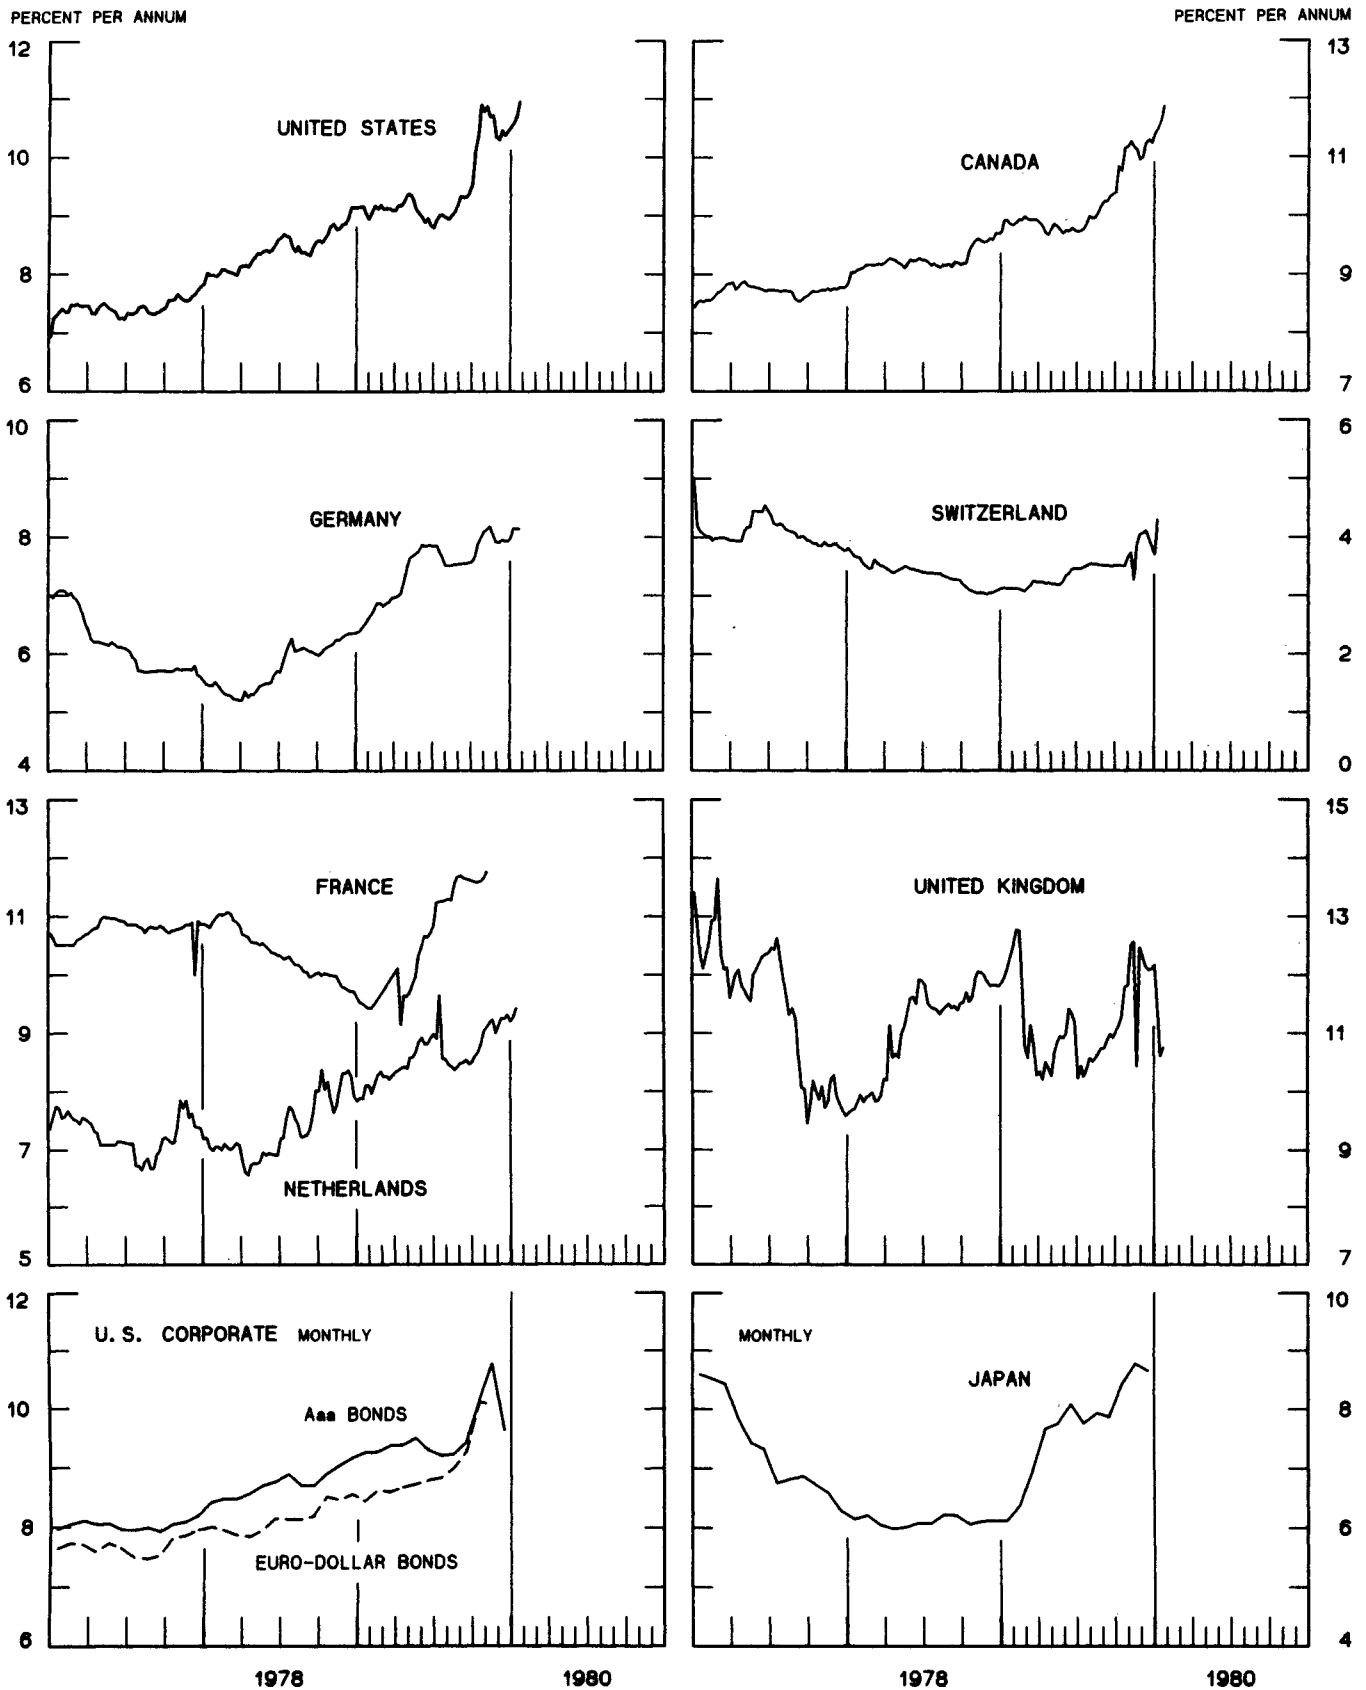 PERCENT PER ANNUM
PERCENT PER ANNUM
12
10
8
6
UNITED STATES
13
11
9
7
CANADA
10
8
6
4
GERMANY
6
4
2
0
SWITZERLAND
13
11
9
7
5
FRANCE
NETHERLANDS
15
13
11
9
7
UNITED KINGDOM
12
10
8
6
U. S. CORPORATE MONTHLY
Aaa BONDS
EURO-DOLLAR BONDS
10
8
6
4
MONTHLY
JAPAN
1978
1980
1978
1980